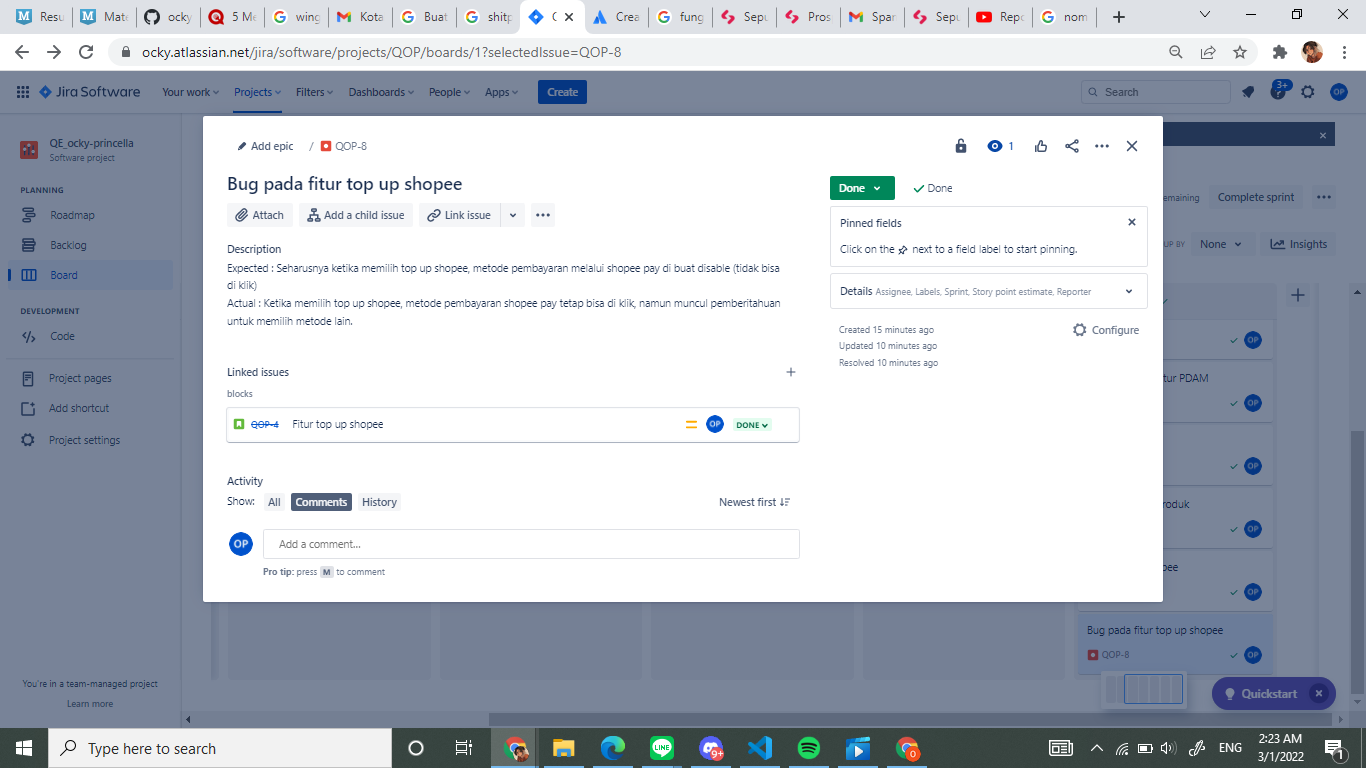 Resu
Mate
ocky
5 Me
wing
Kota
Buat
shitp
Crea
fung
Sepu
Pros
Spar
Sepu
Repo
nom
ocky.atlassian.net/jira/software/projects/QOP/boards/1?selectedIssue=QOP-8
Jira Software
Your work
Projects
Filters
Dashboards
People
Apps
Create
Search
3+
OP
QE_ocky-princella
Software project
PLANNING
Roadmap
Backlog
Board
DEVELOPMENT
Code
Project pages
Add shortcut
Project settings
You're in a team-managed project
Learn more
Add epic / QOP-8
1
Bug pada fitur top up shopee
Attach
Add a child issue
Link issue
Description
Expected : Seharusnya ketika memilih top up shopee, metode pembayaran melalui shopee pay di buat disable (tidak bisa
di klik)
Actual : Ketika memilih top up shopee, metode pembayaran shopee pay tetap bisa di klik, namun muncul pemberitahuan
untuk memilih metode lain.
Linked issues
blocks
QOP-4 Fitur top up shopee OP DONE
Activity
Show: All Comments History Newest first
OP Add a comment...
Pro tip: press M to comment
Done
Done
Pinned fields
Click on the next to a field label to start pinning.
Details Assignee, Labels, Sprint, Story point estimate, Reporter
Created 15 minutes ago
Updated 10 minutes ago
Resolved 10 minutes ago
Configure
emaining
Complete sprint
UP BY
None
Insights
OP
tur PDAM
OP
OP
roduk
OP
pee
OP
Bug pada fitur top up shopee
QOP-8
OP
Quickstart
Type here to search
LINE
9+
ENG
2:23 AM
3/1/2022
1